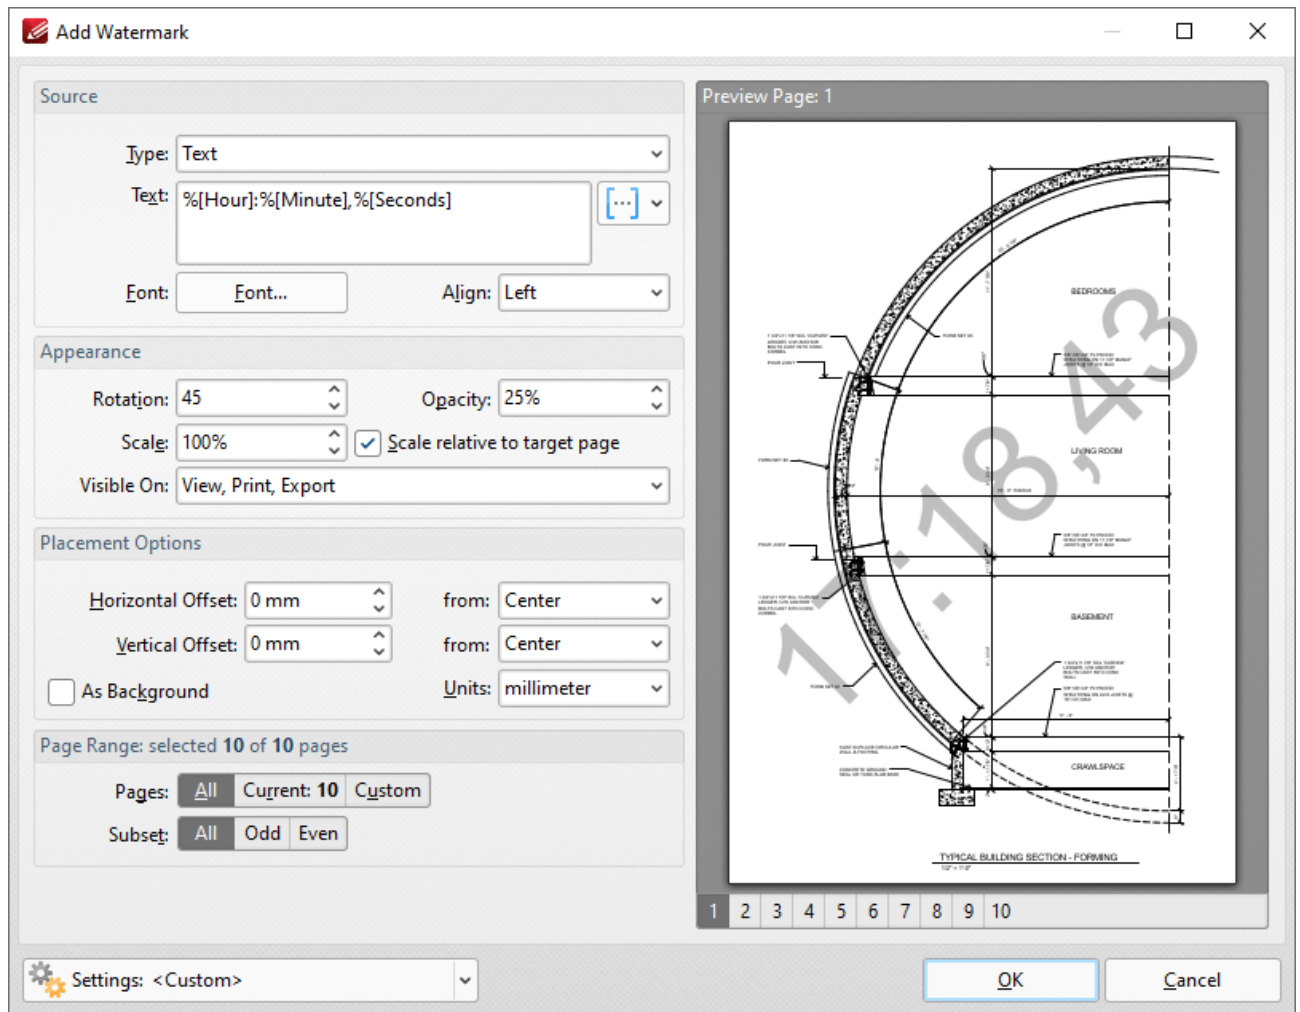 Add Watermark
Source
Type: Text
Text: %[Hour]:%[Minute],%[Seconds]
Font: Font... Align: Left
Appearance
Rotation: 45 Opacity: 25%
Scale: 100% Scale relative to target page
Visible On: View, Print, Export
Placement Options
Horizontal Offset: 0 mm from: Center
Vertical Offset: 0 mm from: Center
As Background Units: millimeter
Page Range: selected 10 of 10 pages
Pages: All Current: 10 Custom
Subset: All Odd Even
Preview Page: 1
BEDROOMS
LIVING ROOM
BASEMENT
CRAWLSPACE
17:18,43
TYPICAL BUILDING SECTION - FORMING
1 2 3 4 5 6 7 8 9 10
Settings: <Custom>
OK Cancel